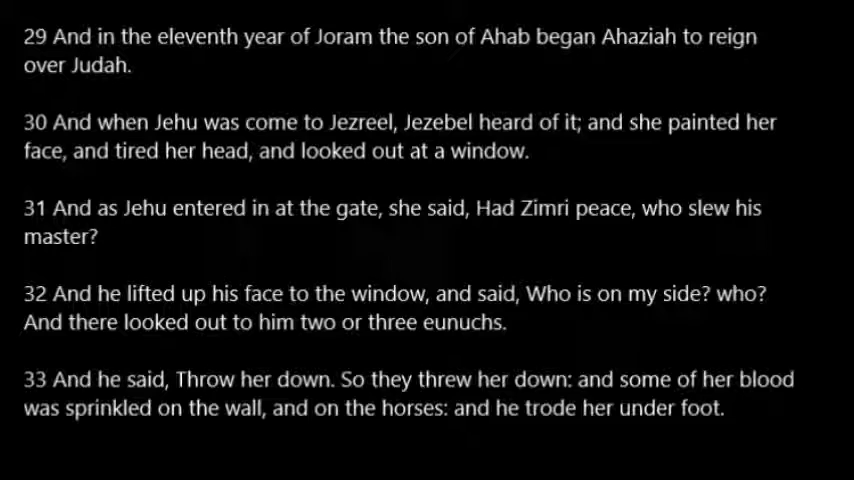 29 And in the eleventh year of Joram the son of Ahab began Ahaziah to reign
over Judah.
30 And when Jehu was come to Jezreel, Jezebel heard of it; and she painted her
face, and tired her head, and looked out at a window.
31 And as Jehu entered in at the gate, she said, Had Zimri peace, who slew his
master?
32 And he lifted up his face to the window, and said, Who is on my side? who?
And there looked out to him two or three eunuchs.
33 And he said, Throw her down. So they threw her down: and some of her blood
was sprinkled on the wall, and on the horses: and he trode her under foot.